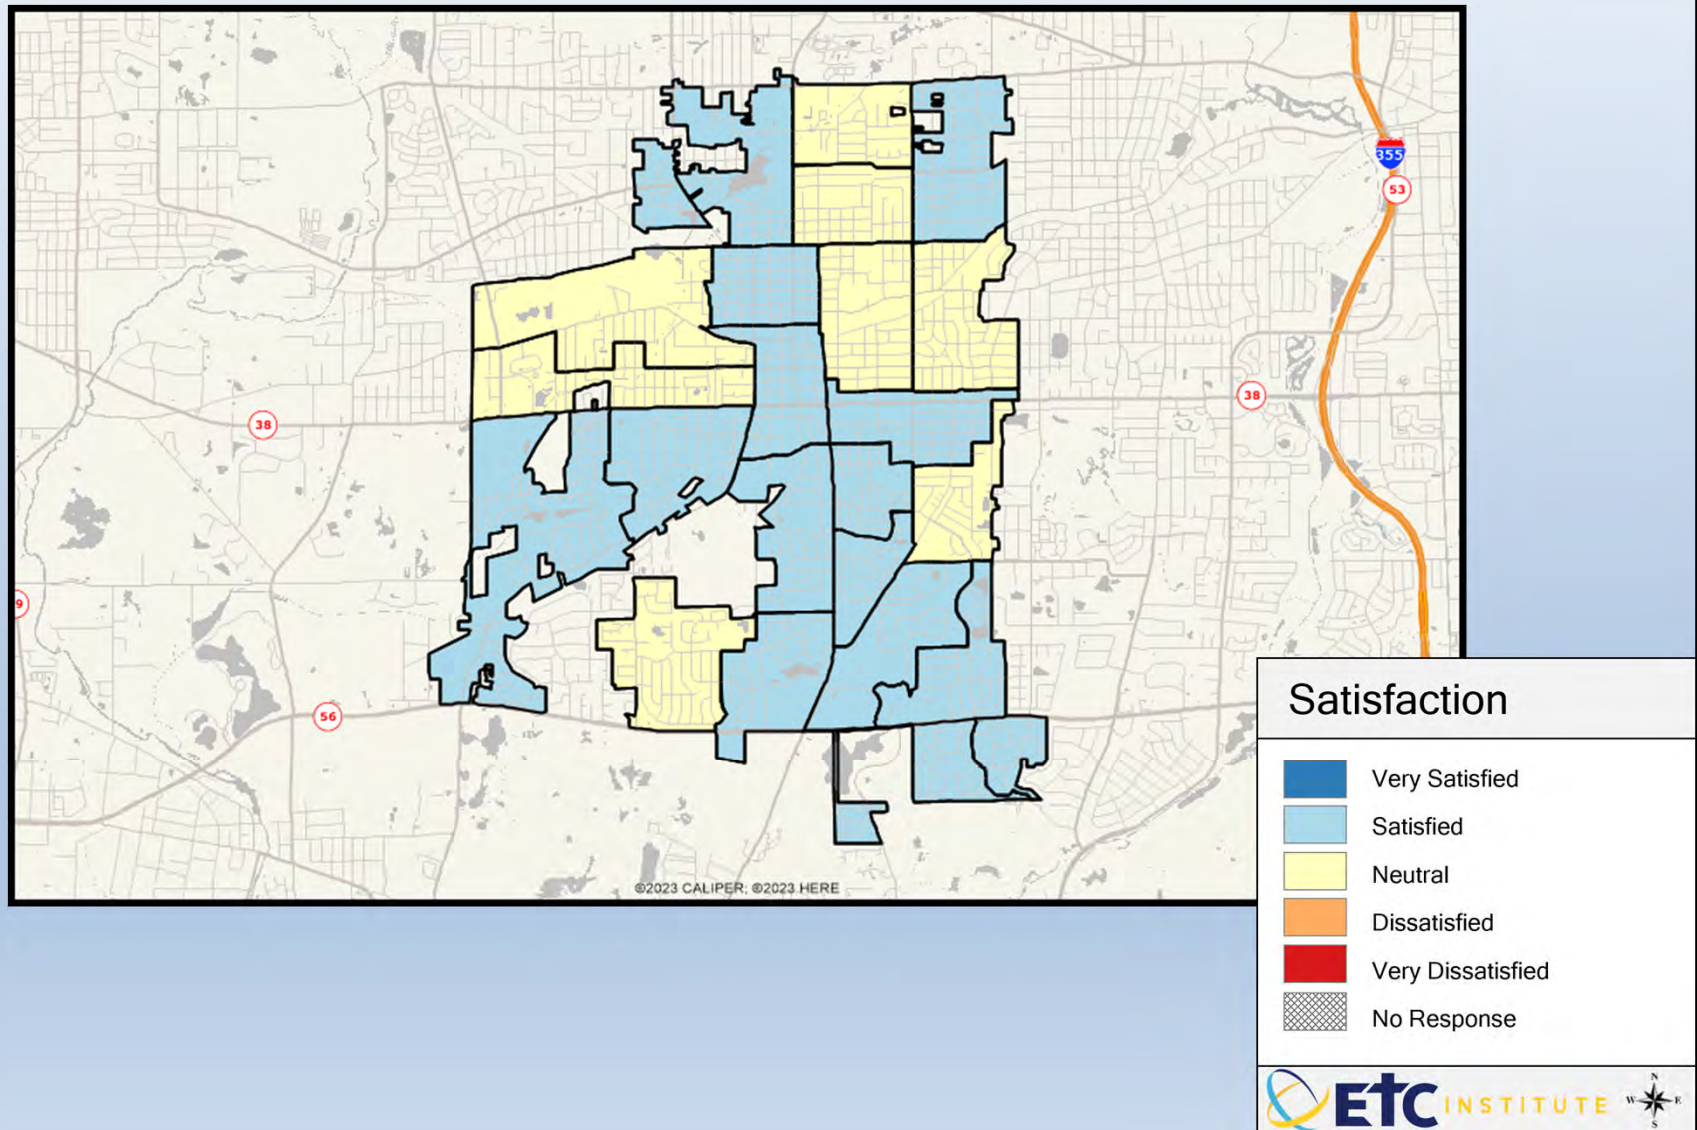 355
53
38
38
9
56
©2023 CALIPER; ©2023 HERE
Satisfaction
Very Satisfied
Satisfied
Neutral
Dissatisfied
Very Dissatisfied
No Response
ETC INSTITUTE
N
W E
S